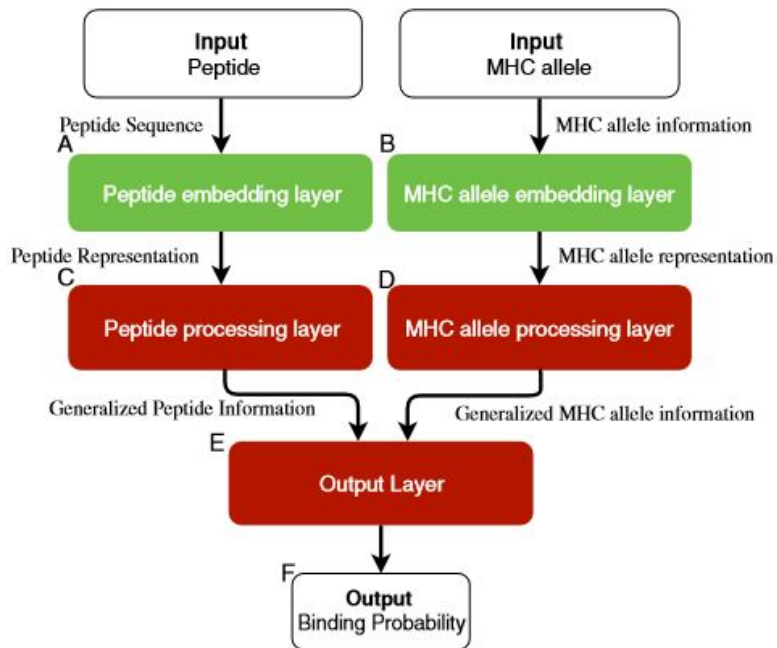 Input
Peptide
Input
MHC allele
Peptide Sequence
MHC allele information
A
Peptide embedding layer
B
MHC allele embedding layer
Peptide Representation
MHC allele representation
C
Peptide processing layer
D
MHC allele processing layer
Generalized Peptide Information
Generalized MHC allele information
E
Output Layer
F
Output
Binding Probability